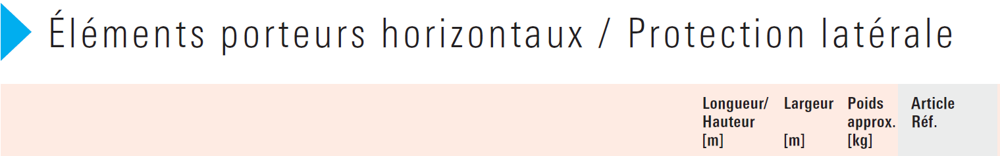 Éléments porteurs horizontaux / Protection latérale
Longueur/ Largeur Poids Article
Hauteur approx. Réf.
[m] [m] [kg]